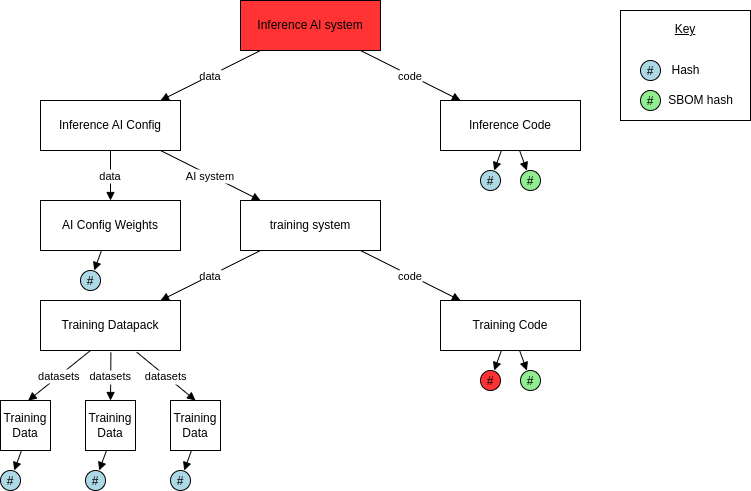 Inference AI system
Key
data
code
# Hash
# SBOM hash
Inference AI Config
Inference Code
data
AI system
# #
AI Config Weights
training system
#
data
code
Training Datapack
Training Code
datasets datasets datasets
# #
Training
Data
Training
Data
Training
Data
# # #